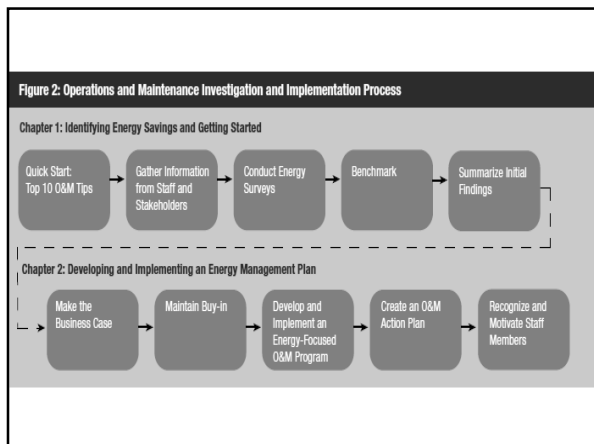 Figure 2: Operations and Maintenance Investigation and Implementation Process
Chapter 1: Identifying Energy Savings and Getting Started
Quick Start:
Top 10 O&M Tips
Gather Information
from Staff and
Stakeholders
Conduct Energy
Surveys
Benchmark
Summarize Initial
Findings
Chapter 2: Developing and Implementing an Energy Management Plan
Make the
Business Case
Maintain Buy-in
Develop and
Implement an
Energy-Focused
O&M Program
Create an O&M
Action Plan
Recognize and
Motivate Staff
Members